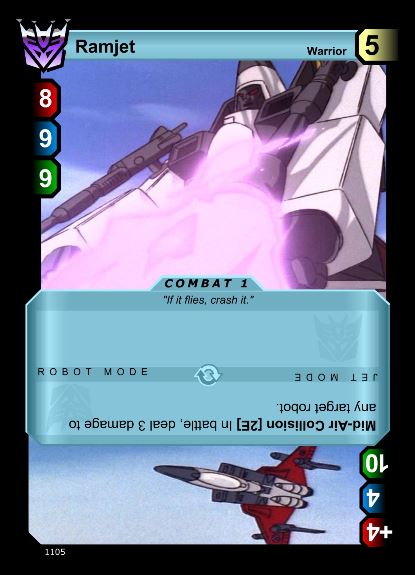 Ramjet
Warrior
5
8
9
9
COMBAT 1
"If it flies, crash it."
ROBOT MODE
JET MODE
Mid-Air Collision [2E] In battle, deal 3 damage to
any target robot.
10
4
+4
1105